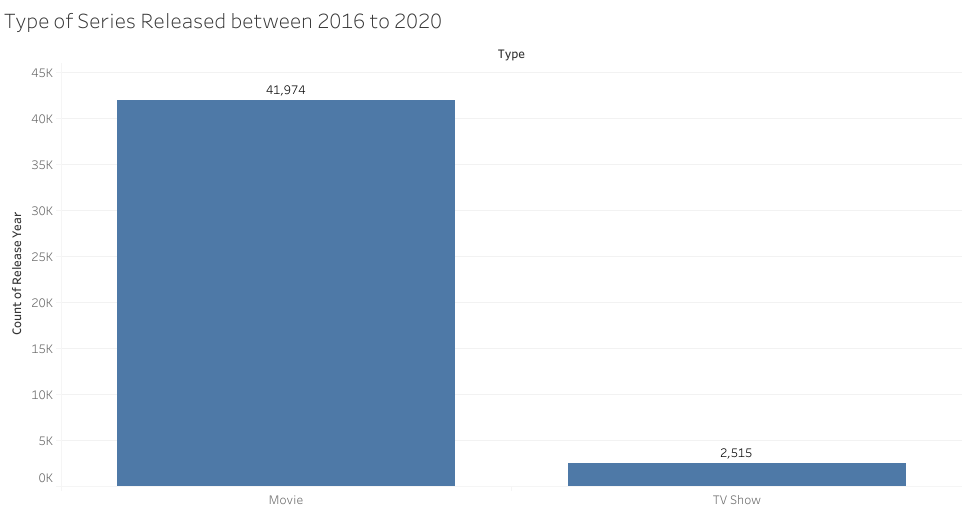 Type of Series Released between 2016 to 2020
Type
45K
40K
35K
30K
25K
20K
15K
10K
5K
0K
Count of Release Year
41,974
2,515
Movie
TV Show